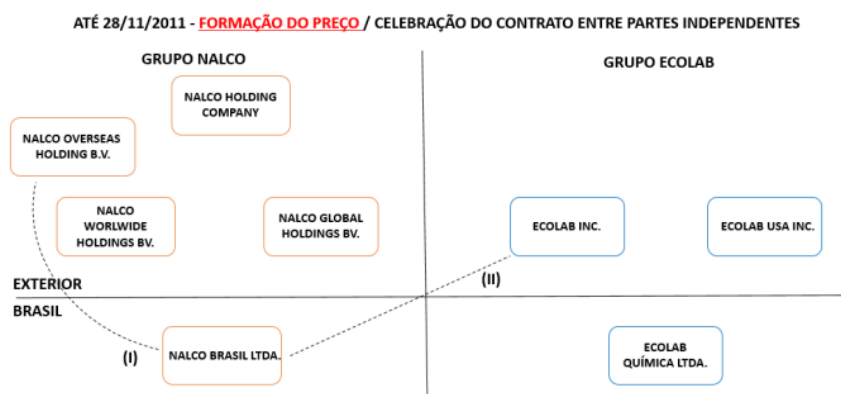 ATÉ 28/11/2011 - FORMAÇÃO DO PREÇO / CELEBRAÇÃO DO CONTRATO ENTRE PARTES INDEPENDENTES
GRUPO NALCO
GRUPO ECOLAB
NALCO HOLDING
COMPANY
NALCO OVERSEAS
HOLDING B.V.
NALCO
WORLWIDE
HOLDINGS BV.
NALCO GLOBAL
HOLDINGS BV.
ECOLAB INC.
ECOLAB USA INC.
EXTERIOR
(II)
BRASIL
(I)
NALCO BRASIL LTDA.
ECOLAB
QUÍMICA LTDA.